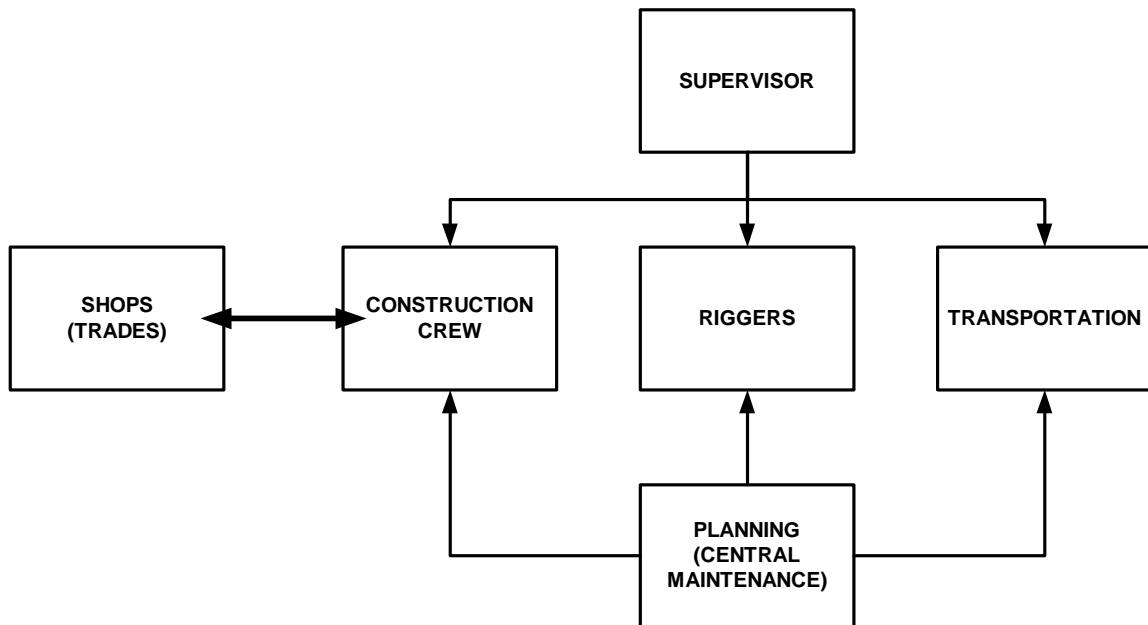 SUPERVISOR
SHOPS
(TRADES)
CONSTRUCTION
CREW
RIGGERS
TRANSPORTATION
PLANNING
(CENTRAL
MAINTENANCE)